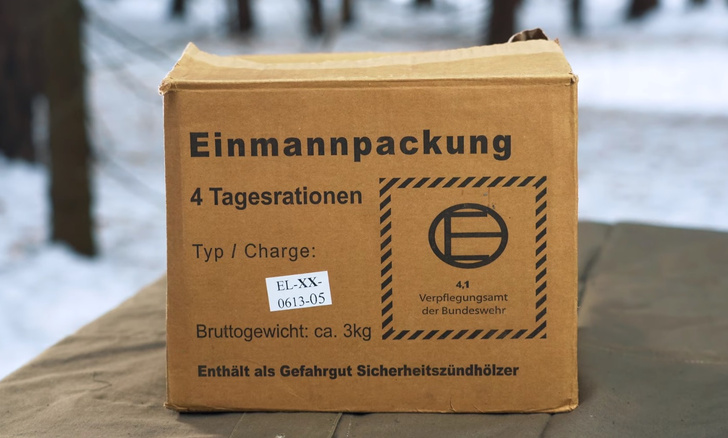 Einmannpackung
4 Tagesrationen
Typ / Charge:
EL-XX-
0613-05
Bruttogewicht: ca. 3kg
E
4,1
Verpflegungsamt
der Bundeswehr
Enthält als Gefahrgut Sicherheitszündhölzer